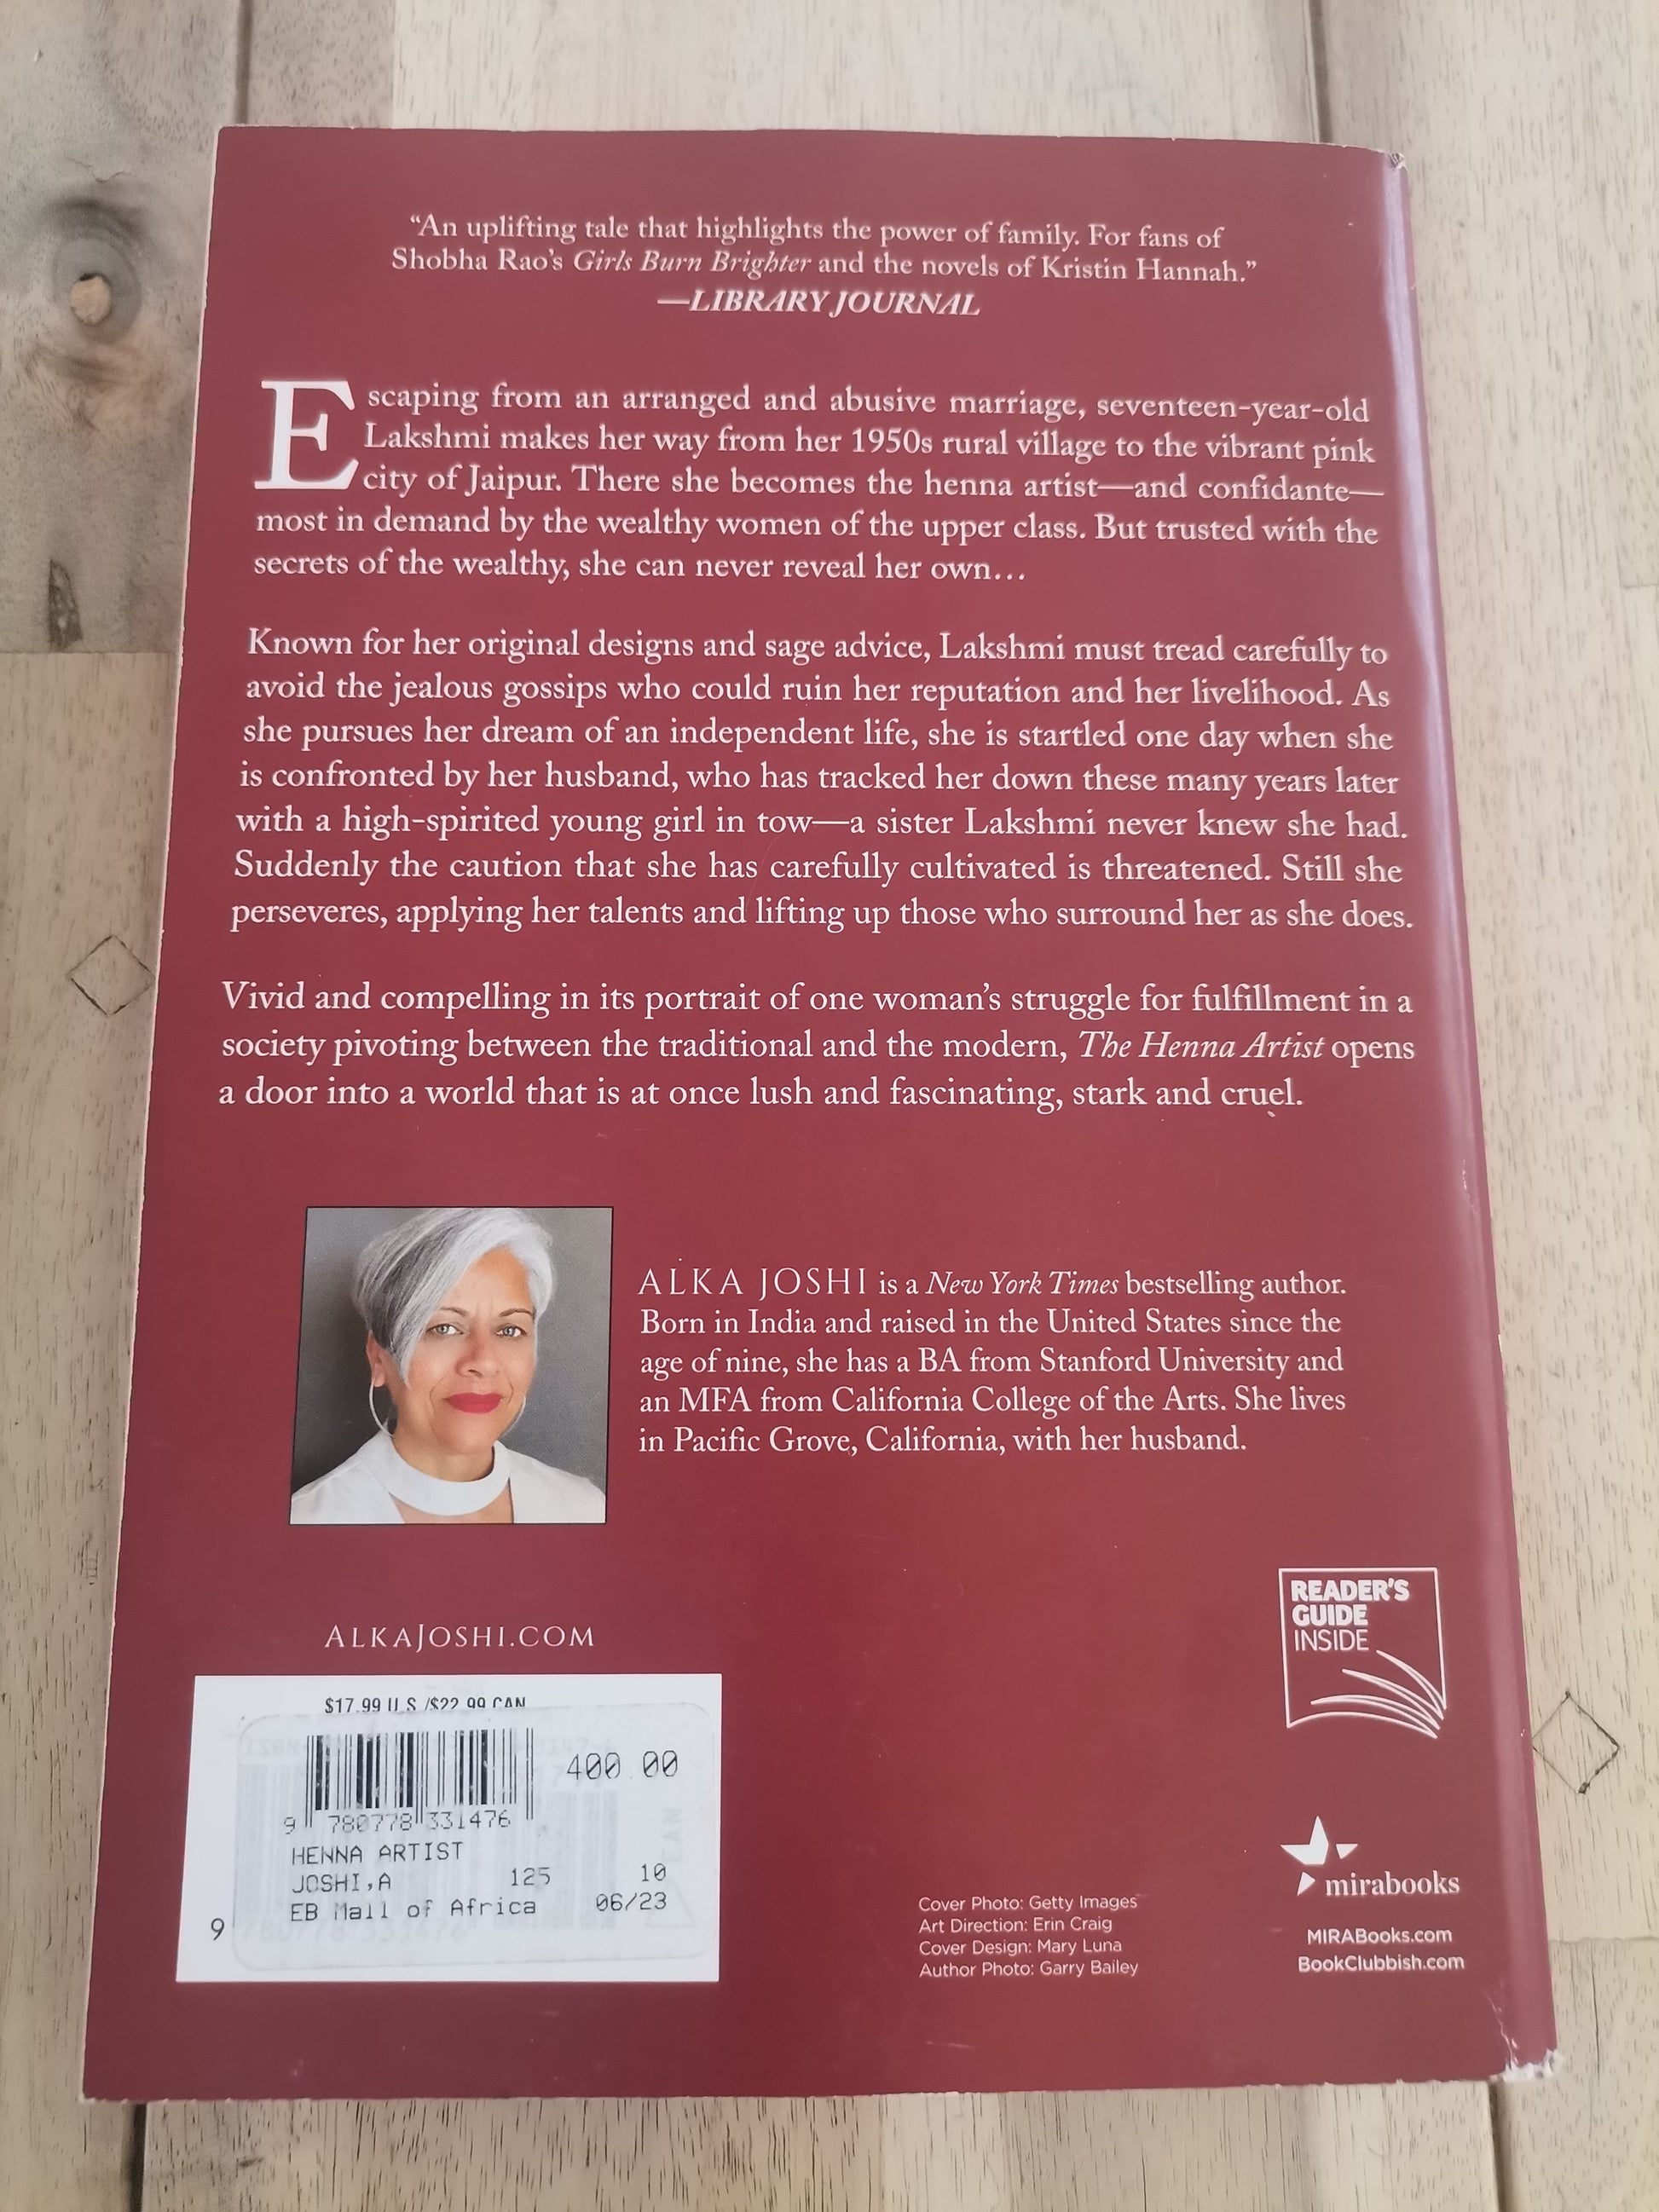 “An uplifting tale that highlights the power of family. For fans of
Shobha Rao’s Girls Burn Brighter and the novels of Kristin Hannah.”
—LIBRARY JOURNAL
Escaping from an arranged and abusive marriage, seventeen-year-old
Lakshmi makes her way from her 1950s rural village to the vibrant pink
city of Jaipur. There she becomes the henna artist—and confidante—
most in demand by the wealthy women of the upper class. But trusted with the
secrets of the wealthy, she can never reveal her own…
Known for her original designs and sage advice, Lakshmi must tread carefully to
avoid the jealous gossips who could ruin her reputation and her livelihood. As
she pursues her dream of an independent life, she is startled one day when she
is confronted by her husband, who has tracked her down these many years later
with a high-spirited young girl in tow—a sister Lakshmi never knew she had.
Suddenly the caution that she has carefully cultivated is threatened. Still she
perseveres, applying her talents and lifting up those who surround her as she does.
Vivid and compelling in its portrait of one woman’s struggle for fulfillment in a
society pivoting between the traditional and the modern, The Henna Artist opens
a door into a world that is at once lush and fascinating, stark and cruel.
ALKA JOSHI is a New York Times bestselling author.
Born in India and raised in the United States since the
age of nine, she has a BA from Stanford University and
an MFA from California College of the Arts. She lives
in Pacific Grove, California, with her husband.
ALKAJOSHI.COM
READER’S
GUIDE
INSIDE
$17.99 U.S./$22.99 CAN
400.00
9 780778 331476
HENNA ARTIST
JOSHI,A 125 10
EB Mall of Africa 06/23
9
Cover Photo: Getty Images
Art Direction: Erin Craig
Cover Design: Mary Luna
Author Photo: Garry Bailey
mirabooks
MIRABooks.com
BookClubbish.com